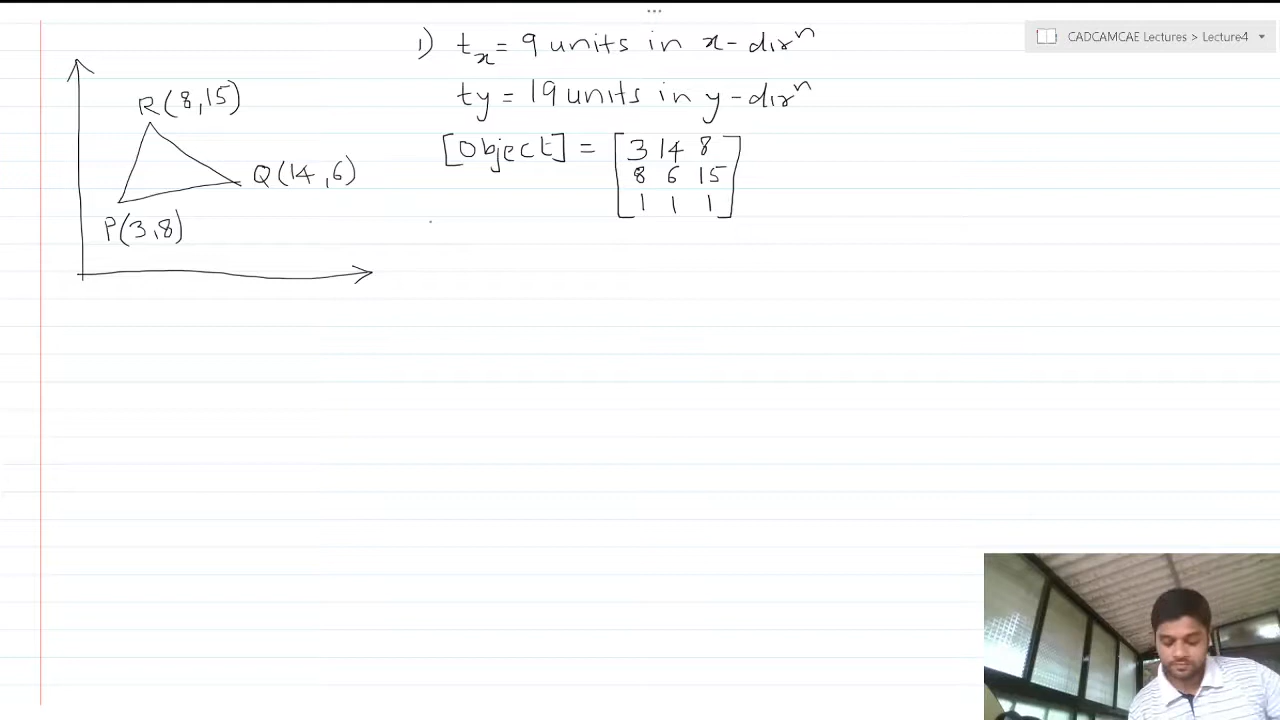 CADCAMCAE Lectures > Lecture4
1) tx = 9 units in x-dirn
ty = 19 units in y-dirn
[Object] = [3 14 8
8 6 15
1 1 1]
R(8,15)
Q(14,6)
P(3,8)